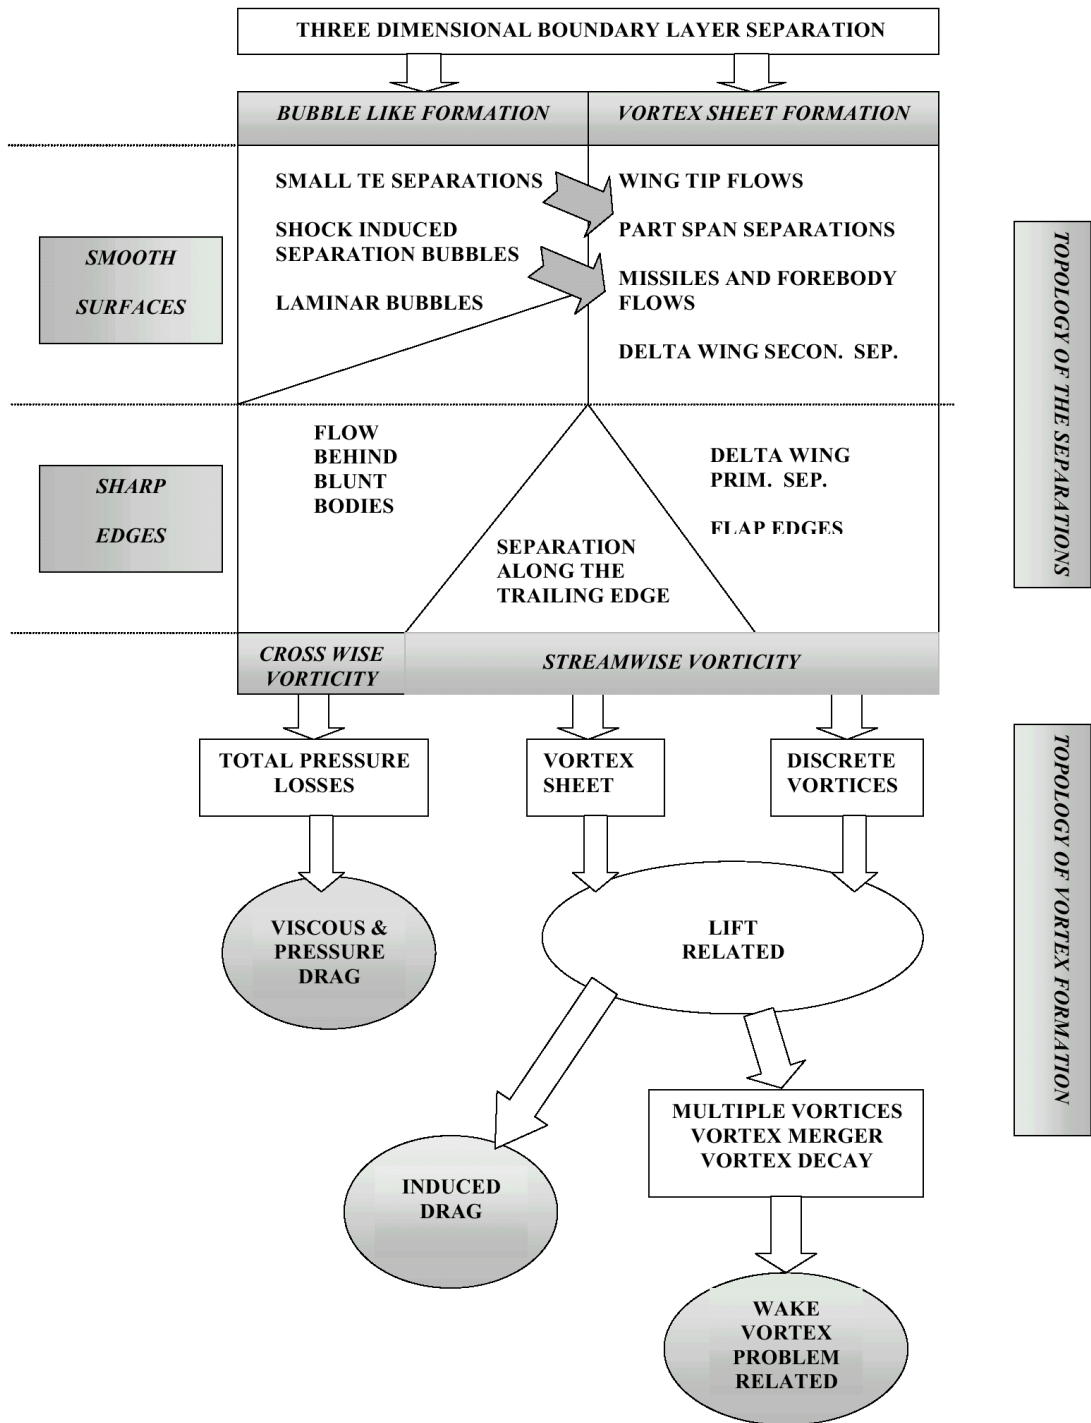 THREE DIMENSIONAL BOUNDARY LAYER SEPARATION
BUBBLE LIKE FORMATION
VORTEX SHEET FORMATION
SMOOTH
SURFACES
SMALL TE SEPARATIONS
SHOCK INDUCED
SEPARATION BUBBLES
LAMINAR BUBBLES
WING TIP FLOWS
PART SPAN SEPARATIONS
MISSILES AND FOREBODY
FLOWS
DELTA WING SECON. SEP.
TOPOLOGY OF THE SEPARATIONS
SHARP
EDGES
FLOW
BEHIND
BLUNT
BODIES
SEPARATION
ALONG THE
TRAILING EDGE
DELTA WING
PRIM. SEP.
FLAP EDGES
CROSS WISE
VORTICITY
STREAMWISE VORTICITY
TOTAL PRESSURE
LOSSES
VORTEX
SHEET
DISCRETE
VORTICES
TOPOLOGY OF VORTEX FORMATION
VISCOUS &
PRESSURE
DRAG
LIFT
RELATED
INDUCED
DRAG
MULTIPLE VORTICES
VORTEX MERGER
VORTEX DECAY
WAKE
VORTEX
PROBLEM
RELATED